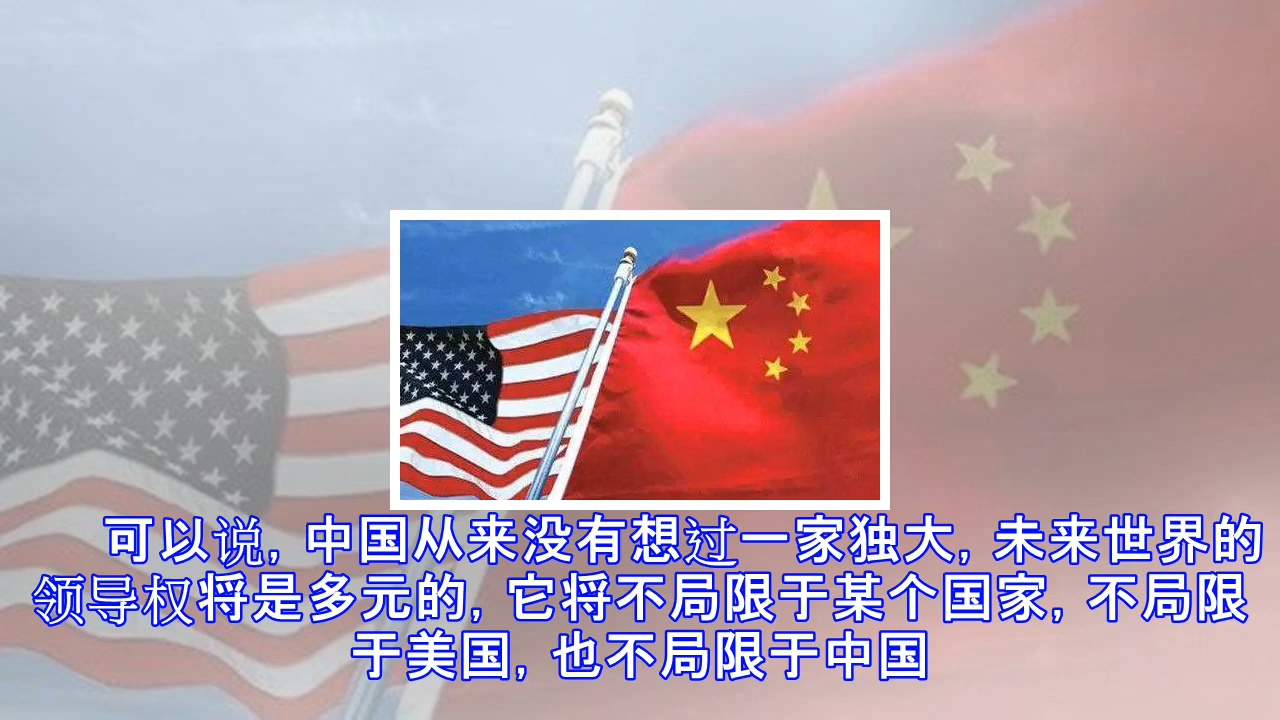 可以说, 中国从来没有想过一家独大, 未来世界的
领导权将是多元的, 它将不局限于某个国家, 不局限
于美国, 也不局限于中国